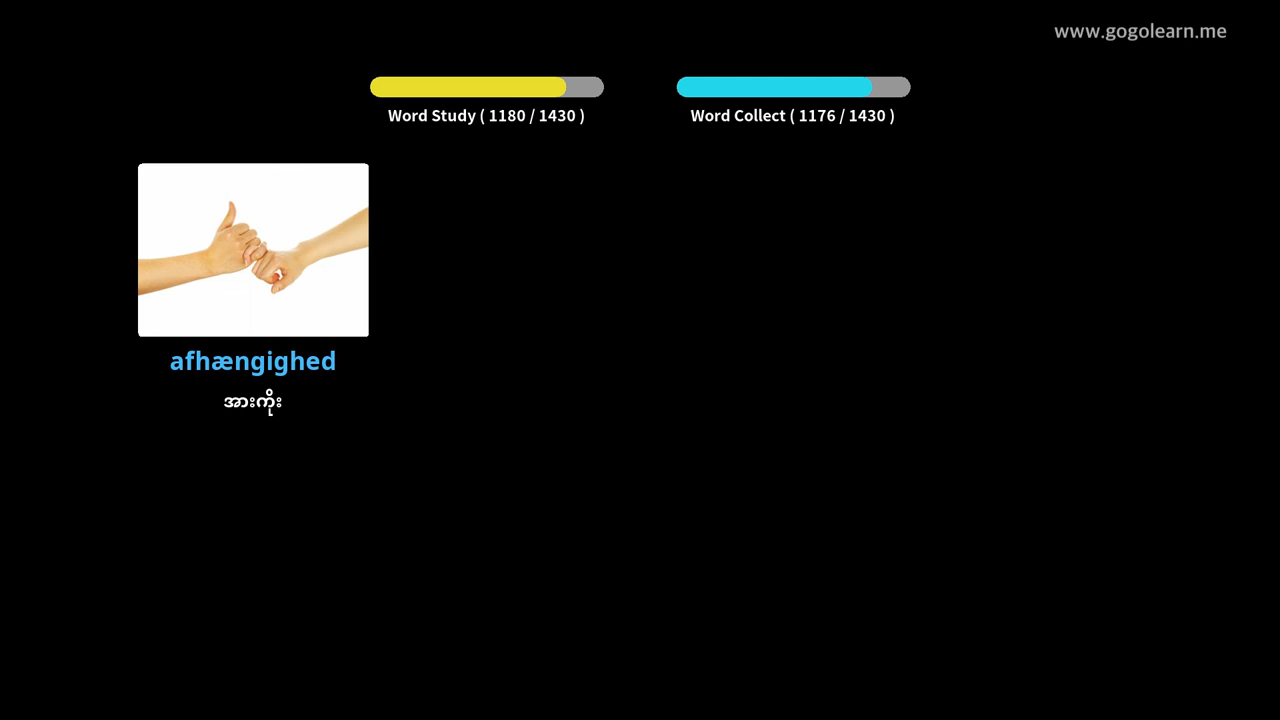 www.gogolearn.me
Word Study ( 1180 / 1430 )
Word Collect ( 1176 / 1430 )
afhængighed
အားကိုး